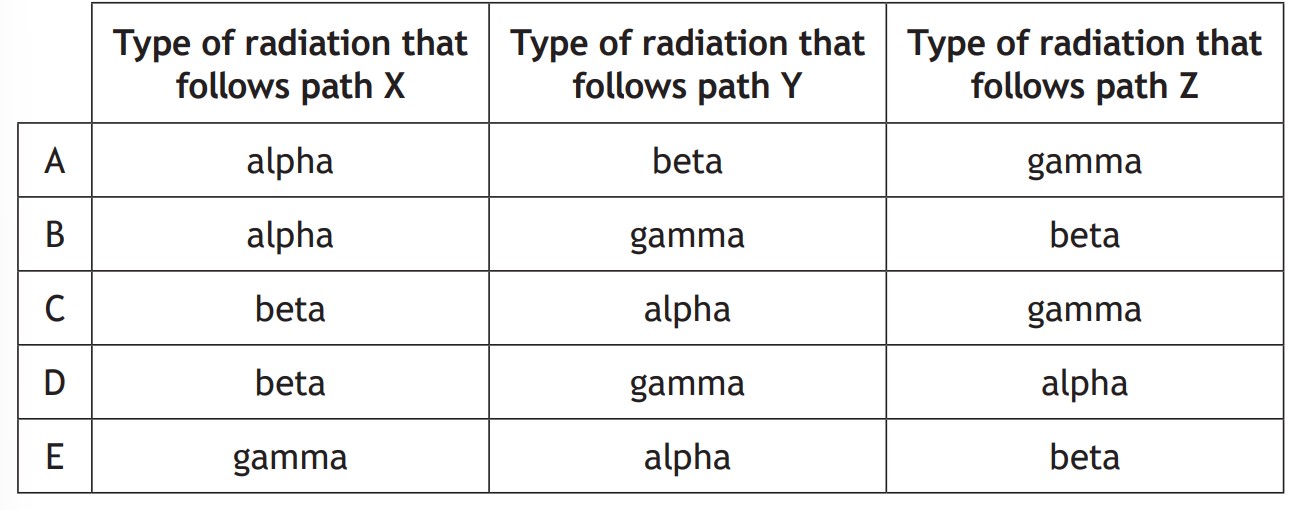 Type of radiation that follows path X Type of radiation that follows path Y Type of radiation that follows path Z
A alpha beta gamma
B alpha gamma beta
C beta alpha gamma
D beta gamma alpha
E gamma alpha beta